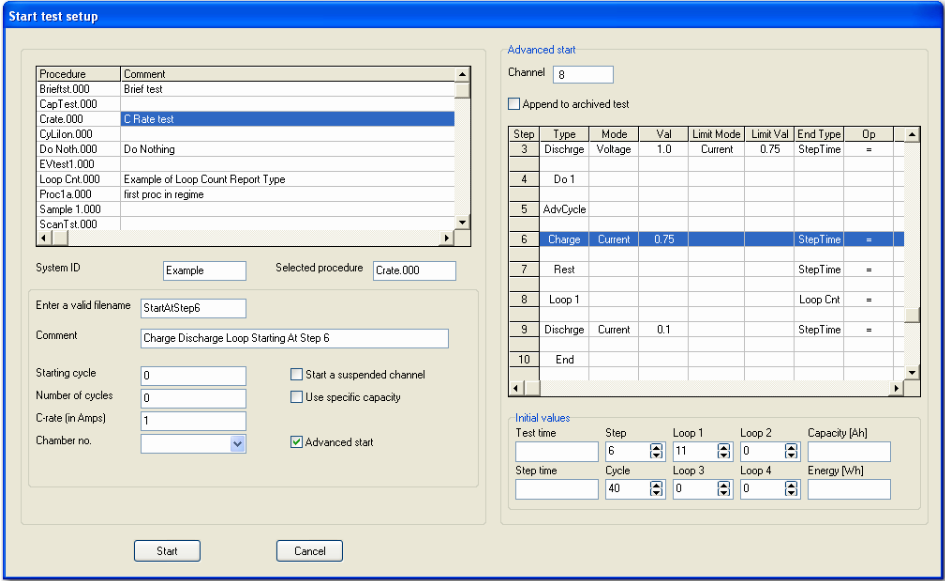 Start test setup
Procedure Comment
Brieftst.000 Brief test
CapTest.000
Crate.000 C Rate test
CyLiIon.000
Do Noth.000 Do Nothing
EVtest1.000
Loop Cnt.000 Example of Loop Count Report Type
Proc1a.000 first proc in regime
Sample 1.000
ScanTst.000
System ID Example Selected procedure Crate.000
Enter a valid filename StartAtStep6
Comment Charge Discharge Loop Starting At Step 6
Starting cycle 0 Start a suspended channel
Number of cycles 0 Use specific capacity
C-rate (in Amps) 1
Chamber no. Advanced start
Start Cancel
Advanced start
Channel 8
Append to archived test
Step Type Mode Val Limit Mode Limit Val End Type Op
3 Dischrge Voltage 1.0 Current 0.75 StepTime =
4 Do 1
5 AdvCycle
6 Charge Current 0.75 StepTime =
7 Rest StepTime =
8 Loop 1 Loop Cnt =
9 Dischrge Current 0.1 StepTime =
10 End
Initial values
Test time Step Loop 1 Loop 2 Capacity [Ah]
6 11 0
Step time Cycle Loop 3 Loop 4 Energy [Wh]
40 0 0